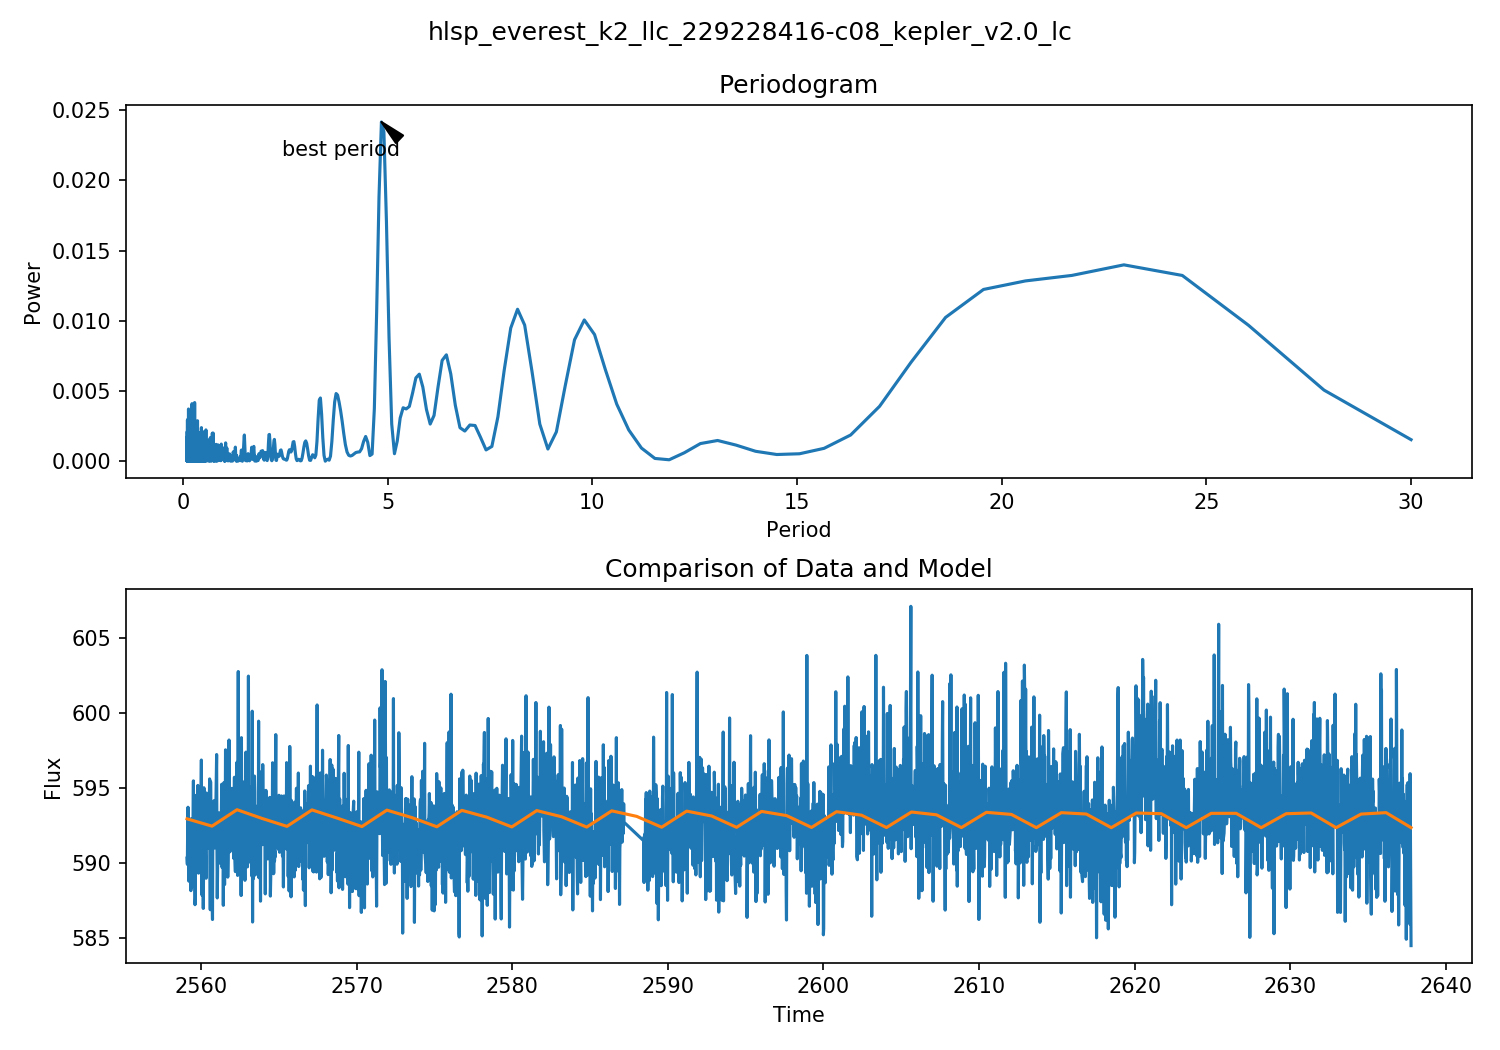 hlsp_everest_k2_llc_229228416-c08_kepler_v2.0_lc
Periodogram
0.025
0.020
0.015
0.010
0.005
0.000
Power
best period
0 5 10 15 20 25 30
Period
Comparison of Data and Model
605
600
595
590
585
Flux
2560 2570 2580 2590 2600 2610 2620 2630 2640
Time